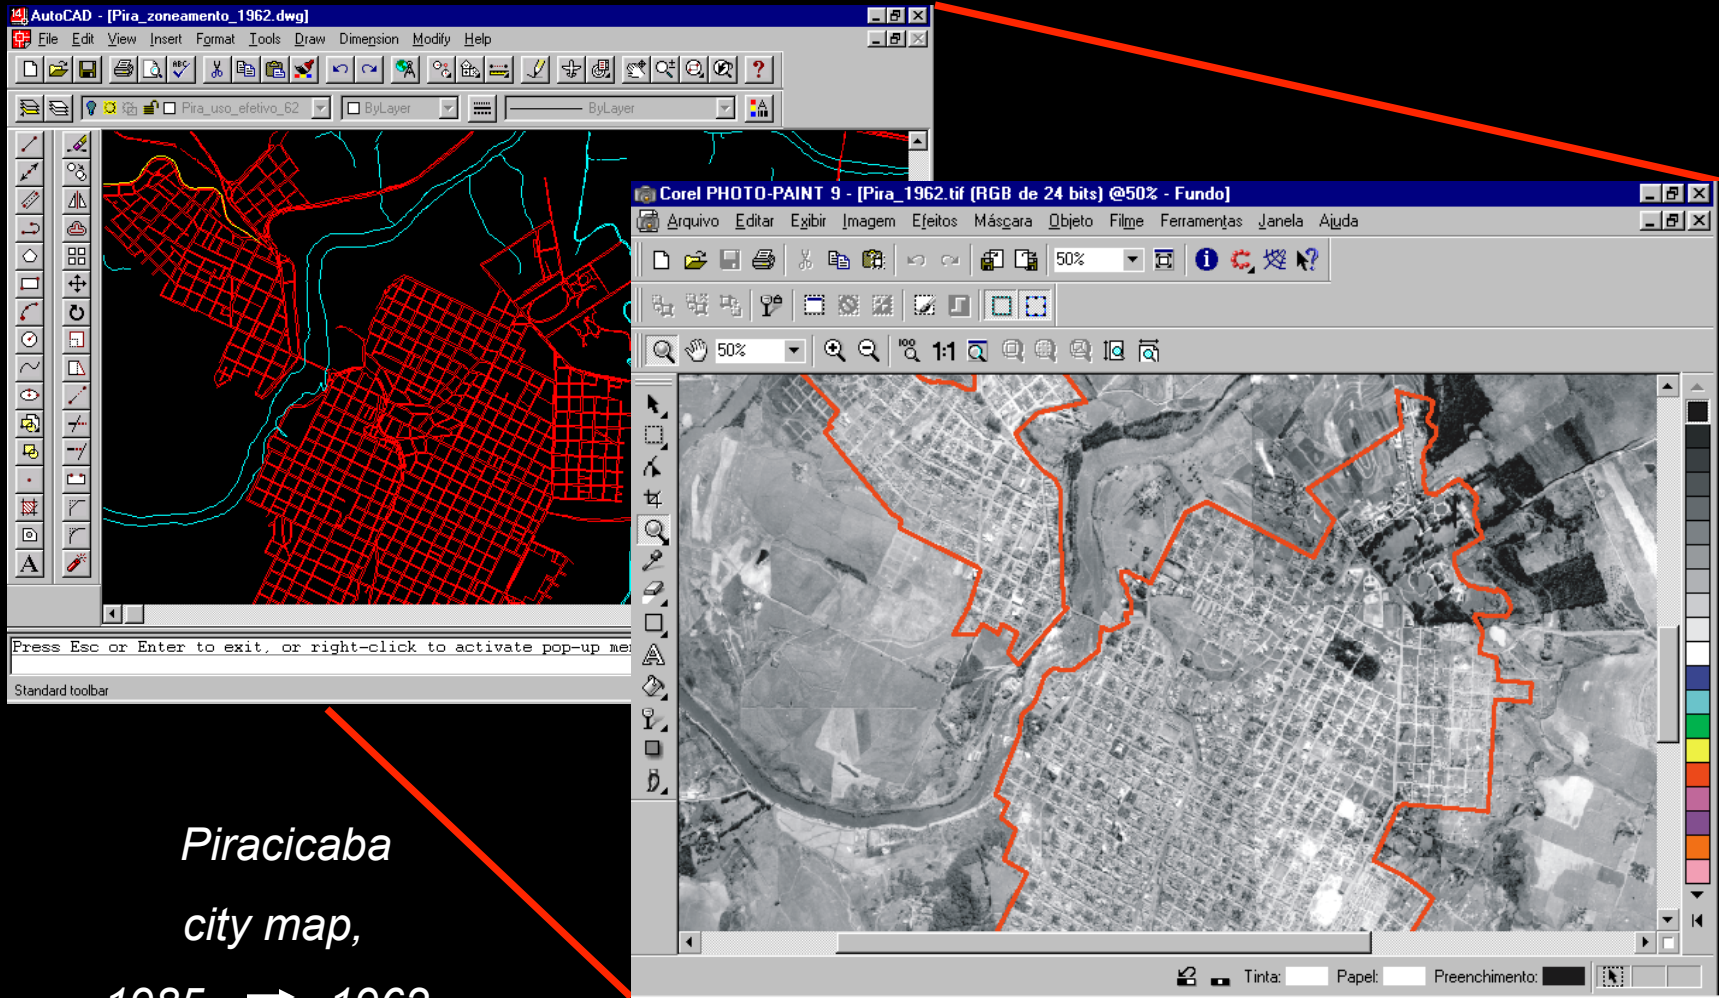 AutoCAD - [Pira_zoneamento_1962.dwg]
File Edit View Insert Format Tools Draw Dimension Modify Help
Pira_uso_efetivo_62 ByLayer ByLayer
Press Esc or Enter to exit, or right-click to activate pop-up
Standard toolbar
Corel PHOTO-PAINT 9 - [Pira_1962.tif (RGB de 24 bits) @50% - Fundo]
Arquivo Editar Exibir Imagem Efeitos Máscara Objeto Filme Ferramentas Janela Ajuda
50%
50% 100 1:1
Tinta: Papel: Preenchimento:
Piracicaba
city map,
1985 → 1962